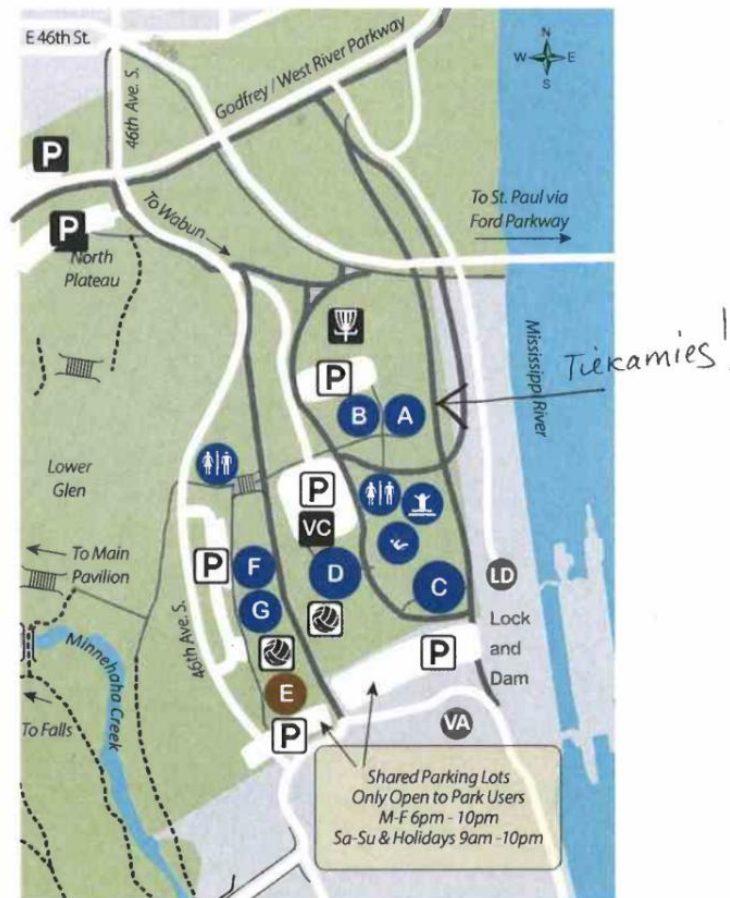 E 46th St.
46th Ave. S.
Godfrey / West River Parkway
N
W E
S
P
P
To Wabun
To St. Paul via
Ford Parkway
North
Plateau
Mississippi River
Tiekamies!
P
B A
Lower
Glen
P
VC
To Main
Pavilion
P
F
D
C
LD
G
Lock
and
Dam
46th Ave. S.
Minnehaha Creek
P
E
To Falls
P
VA
Shared Parking Lots
Only Open to Park Users
M-F 6pm - 10pm
Sa-Su & Holidays 9am -10pm